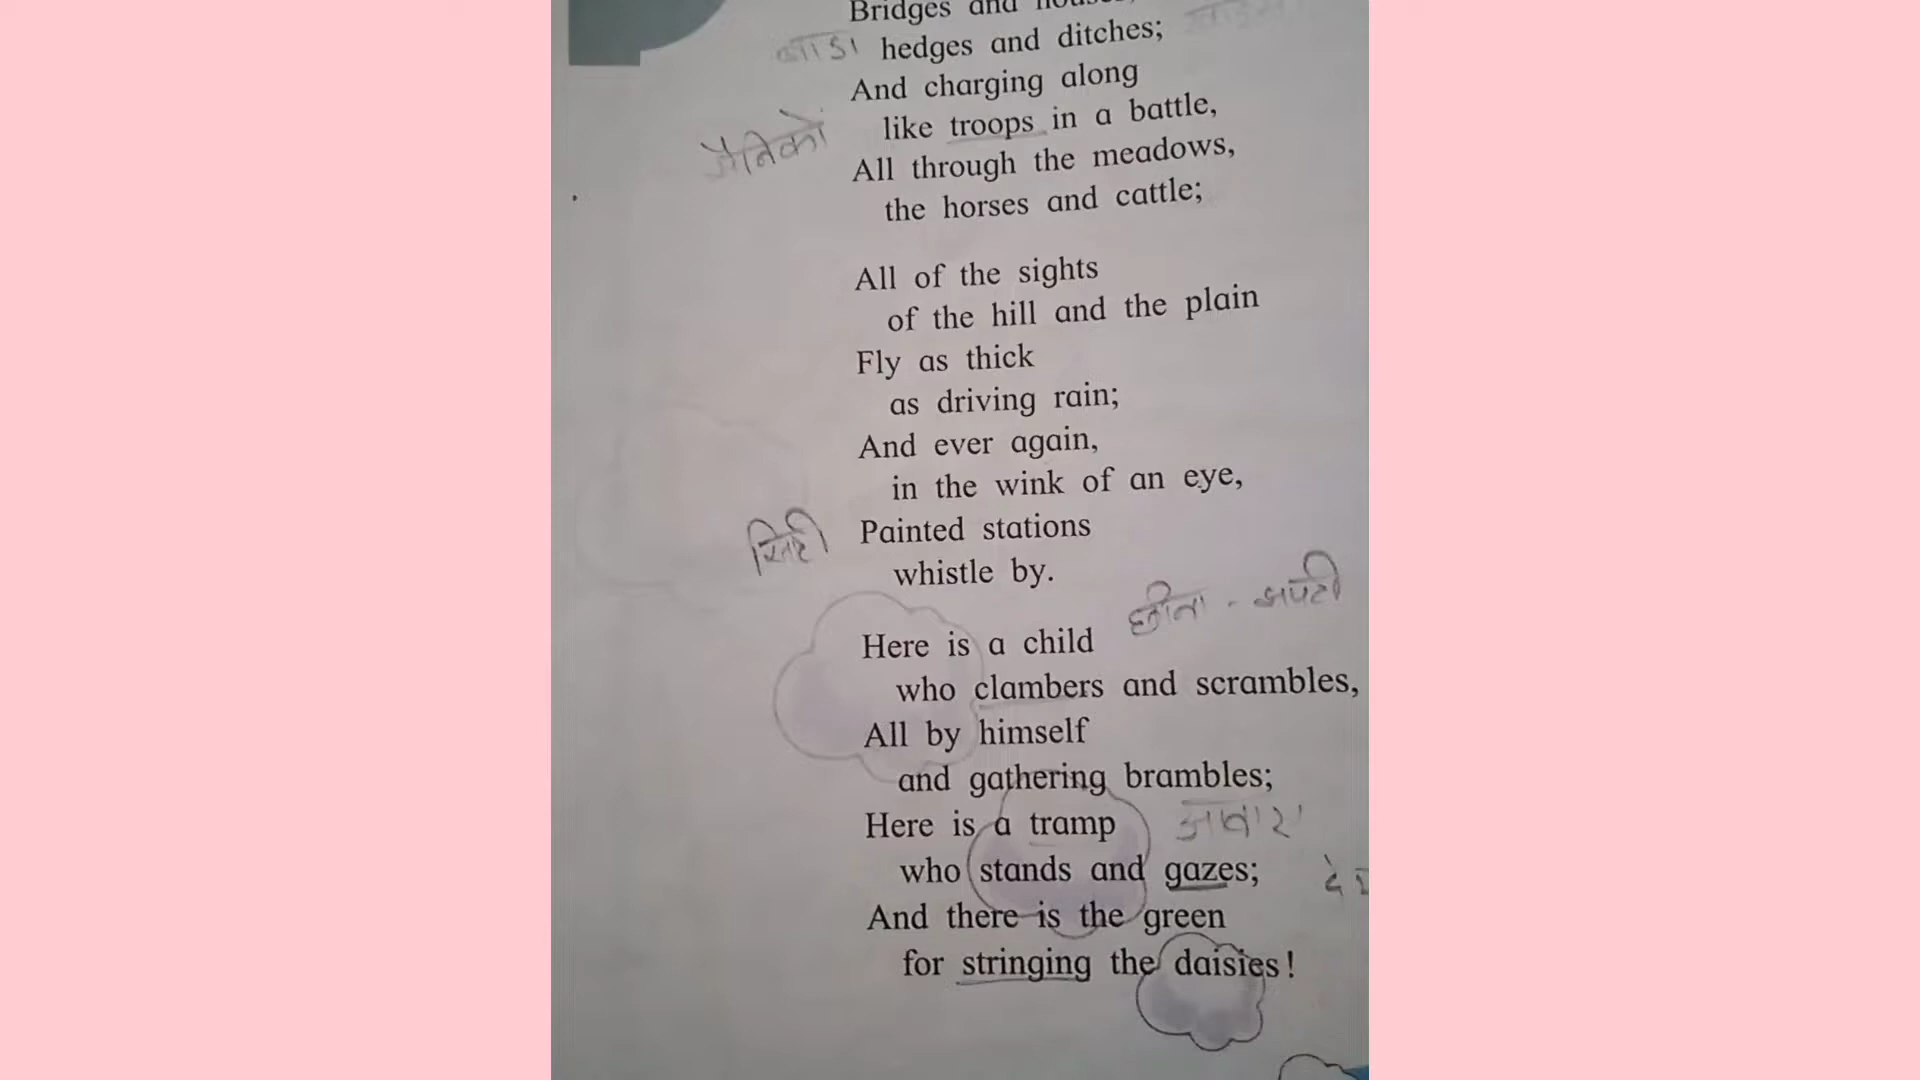 Bridges and houses,
hedges and ditches;
And charging along
सैनिको
like troops in a battle,
All through the meadows,
the horses and cattle;
All of the sights
of the hill and the plain
Fly as thick
as driving rain;
And ever again,
in the wink of an eye,
Painted stations
whistle by.
Here is a child
who clambers and scrambles,
All by himself
and gathering brambles;
Here is a tramp
who stands and gazes;
And there is the green
for stringing the daisies!